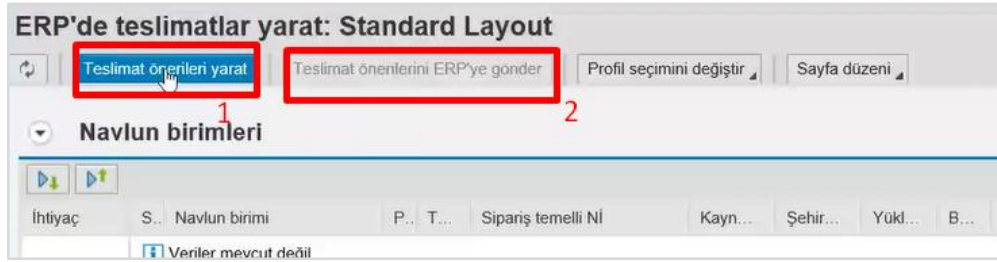 ERP'de teslimatlar yarat: Standard Layout
Teslimat önerileri yarat Teslimat önerilerini ERP'ye gönder Profil seçimini değiştir Sayfa düzeni
1 2
Navlun birimleri
İhtiyaç S.. Navlun birimi P.. T... Sipariş temelli Nİ Kayn... Şehir... Yükl... B...
Veriler mevcut değil